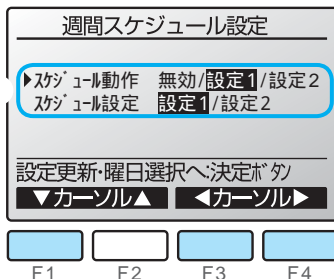 週間スケジュール設定
▶スケジュール動作 無効/設定1/設定2
スケジュール設定 設定1/設定2
設定更新・曜日選択へ:決定ボタン
▼カーソル▲ ◀カーソル▶
F1 F2 F3 F4